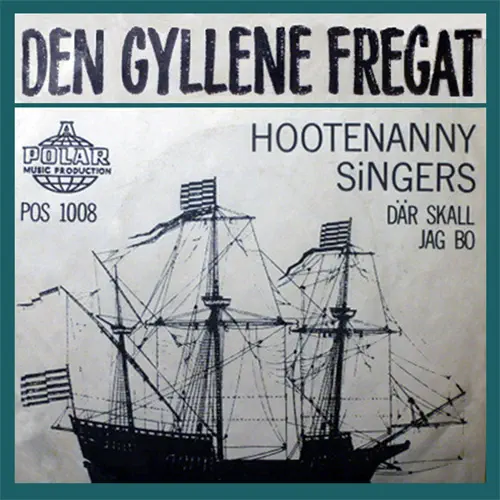 DEN GYLLENE FREGAT
A
POLAR
MUSIC PRODUCTION
POS 1008
HOOTENANNY
SiNGERS
DÄR SKALL
JAG BO